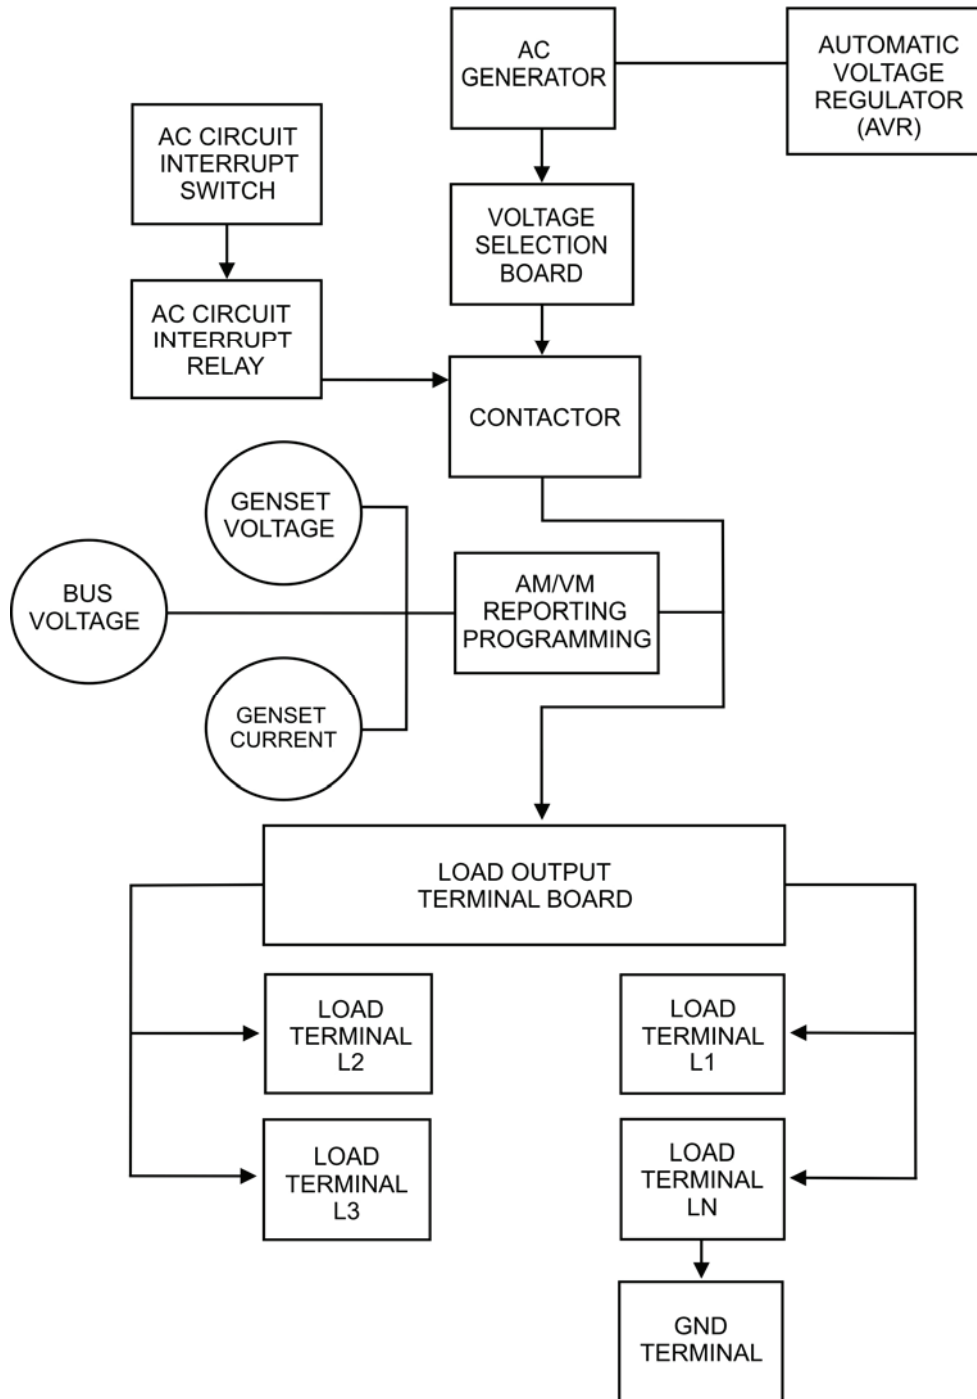 AC
GENERATOR
AUTOMATIC
VOLTAGE
REGULATOR
(AVR)
AC CIRCUIT
INTERRUPT
SWITCH
VOLTAGE
SELECTION
BOARD
AC CIRCUIT
INTERRUPT
RELAY
CONTACTOR
GENSET
VOLTAGE
BUS
VOLTAGE
AM/VM
REPORTING
PROGRAMMING
GENSET
CURRENT
LOAD OUTPUT
TERMINAL BOARD
LOAD
TERMINAL
L2
LOAD
TERMINAL
L1
LOAD
TERMINAL
L3
LOAD
TERMINAL
LN
GND
TERMINAL